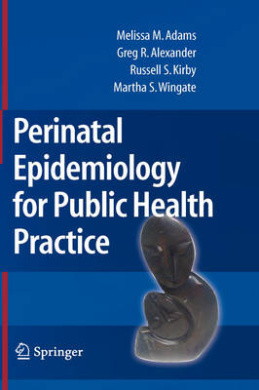 Melissa M. Adams
Greg R. Alexander
Russell S. Kirby
Martha S. Wingate
Perinatal
Epidemiology
for Public Health
Practice
Springer